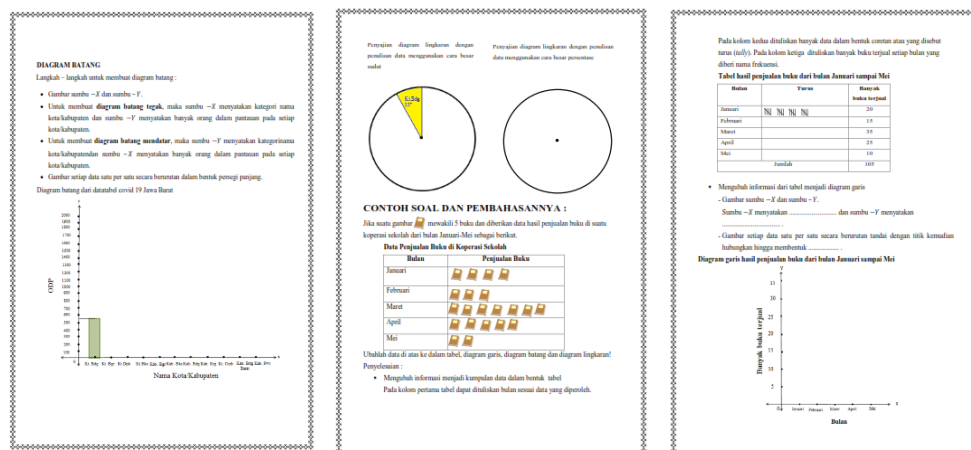 DIAGRAM BATANG
Langkah – langkah untuk membuat diagram batang :
• Gambar sumbu –X dan sumbu –Y.
• Untuk membuat diagram batang tegak, maka sumbu –X menyatakan kategori nama
kota/kabupaten dan sumbu –Y menyatakan banyak orang dalam pantauan pada setiap
kota/kabupaten.
• Untuk membuat diagram batang mendatar, maka sumbu –Y menyatakan kategorinama
kota/kabupatendan sumbu –X menyatakan banyak orang dalam pantauan pada setiap
kota/kabupaten.
• Gambar setiap data satu per satu secara berurutan dalam bentuk persegi panjang.
Diagram batang dari datatabel covid 19 Jawa Barat
ODP
Nama Kota/Kabupaten
Penyajian diagram lingkaran dengan
penulisan data menggunakan cara besar
sudut
Penyajian diagram lingkaran dengan penulisan
data menggunakan cara besar persentase
CONTOH SOAL DAN PEMBAHASANNYA :
Jika suatu gambar mewakili 5 buku dan diberikan data hasil penjualan buku di suatu
koperasi sekolah dari bulan Januari-Mei sebagai berikut.
Data Penjualan Buku di Koperasi Sekolah
Bulan Penjualan Buku
Januari
Februari
Maret
April
Mei
Ubahlah data di atas ke dalam tabel, diagram garis, diagram batang dan diagram lingkaran!
Penyelesaian :
• Mengubah informasi menjadi kumpulan data dalam bentuk tabel
Pada kolom pertama tabel dapat dituliskan bulan sesuai data yang diperoleh.
Pada kolom kedua dituliskan banyak data dalam bentuk coretan atau yang disebut
turus (tally). Pada kolom ketiga dituliskan banyak buku terjual setiap bulan yang
diberi nama frekuensi.
Tabel hasil penjualan buku dari bulan Januari sampai Mei
Bulan Turus Banyak
buku terjual
Januari 20
Februari 15
Maret 35
April 25
Mei 10
Jumlah 105
• Mengubah informasi dari tabel menjadi diagram garis
- Gambar sumbu –X dan sumbu –Y.
Sumbu –X menyatakan ........................... dan sumbu –Y menyatakan
................................ .
- Gambar setiap data satu per satu secara berurutan tandai dengan titik kemudian
hubungkan hingga membentuk ................ .
Diagram garis hasil penjualan buku dari bulan Januari sampai Mei
Y
35
30
25
20
15
10
5
Banyak buku terjual
Januari Februari Maret April Mei
X
Bulan